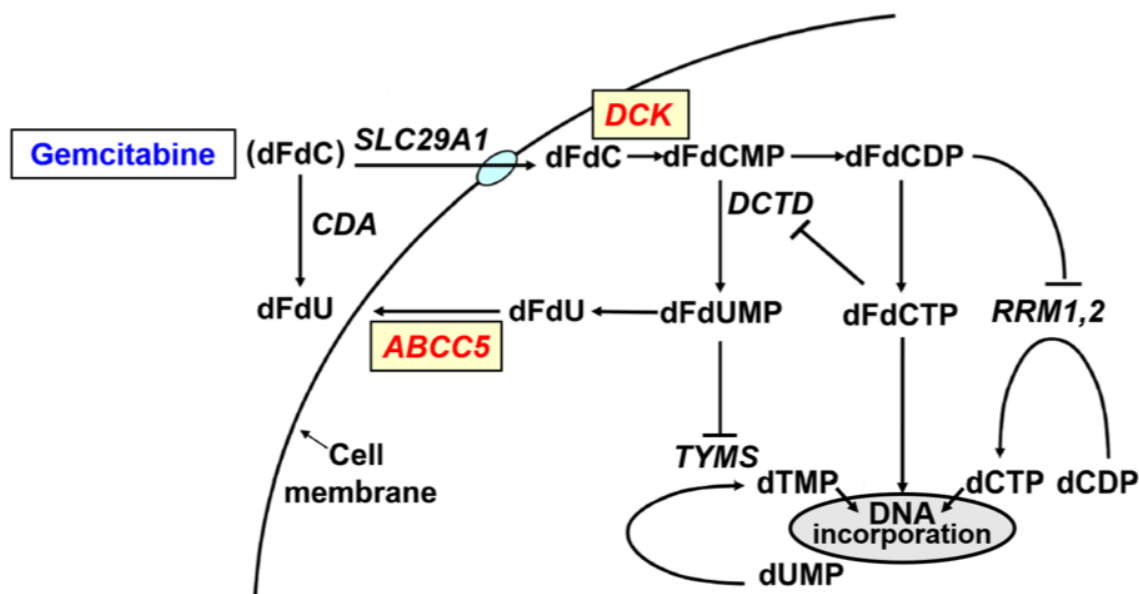 DCK
Gemcitabine (dFdC) SLC29A1 dFdC dFdCMP dFdCDP
CDA
DCTD
dFdU dFdU dFdUMP dFdCTP RRM1,2
ABCC5
Cell
membrane
TYMS
dTMP dCTP dCDP
DNA
incorporation
dUMP